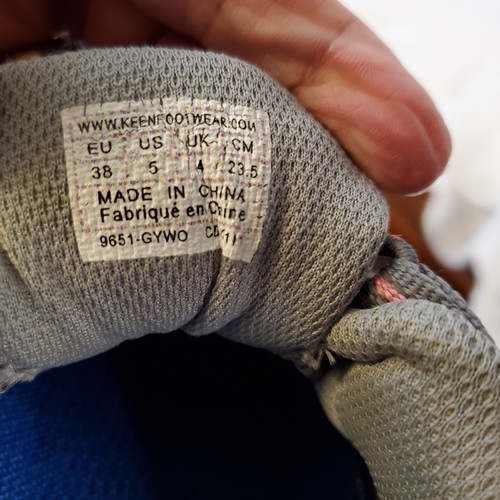 WWW.KEENFOOTWEAR.COM
EU US UK CM
38 5 4 23.5
MADE IN CHINA
Fabriqué en Chine
9651-GYWO